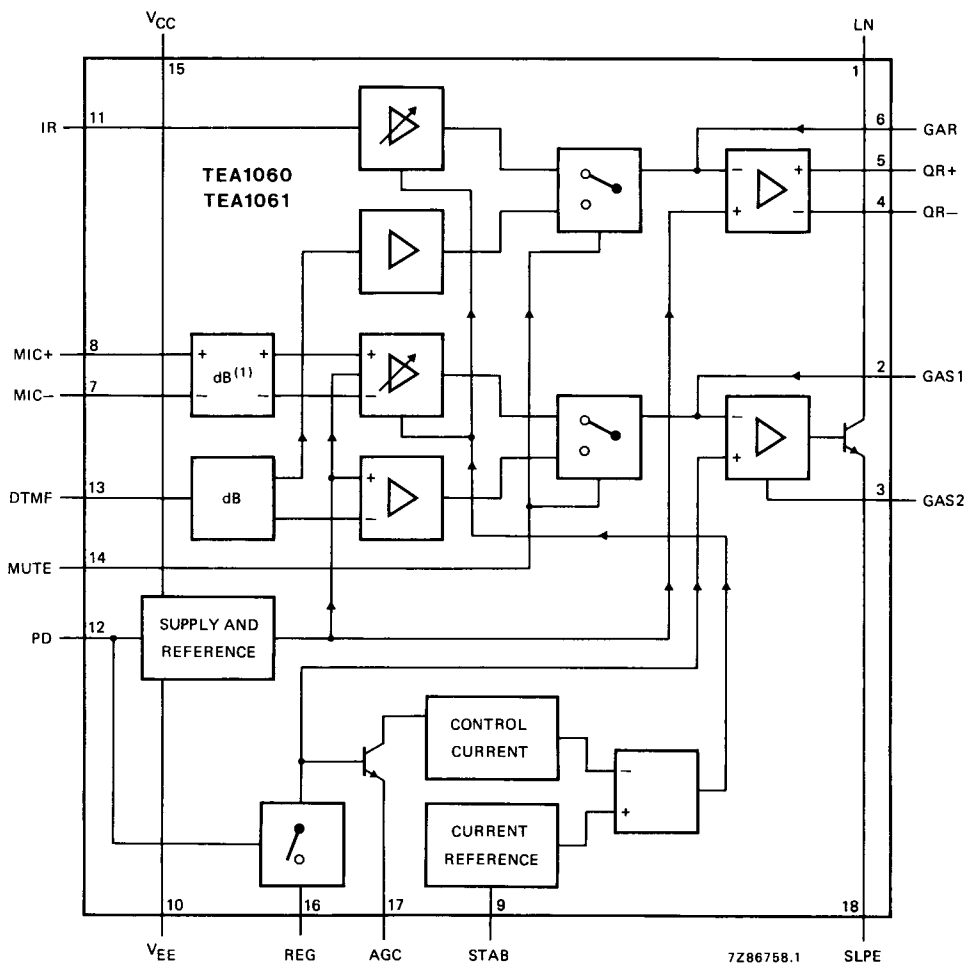 VCC
LN
15
1
IR
11
6
GAR
5
QR+
4
QR−
TEA1060
TEA1061
−
+
+
−
MIC+
8
MIC−
7
+
+
dB(1)
−
−
+
−
2
GAS1
−
+
3
GAS2
DTMF
13
dB
+
−
MUTE
14
PD
12
SUPPLY AND
REFERENCE
CONTROL
CURRENT
−
+
CURRENT
REFERENCE
10
16
17
9
18
VEE
REG
AGC
STAB
7Z86758.1
SLPE